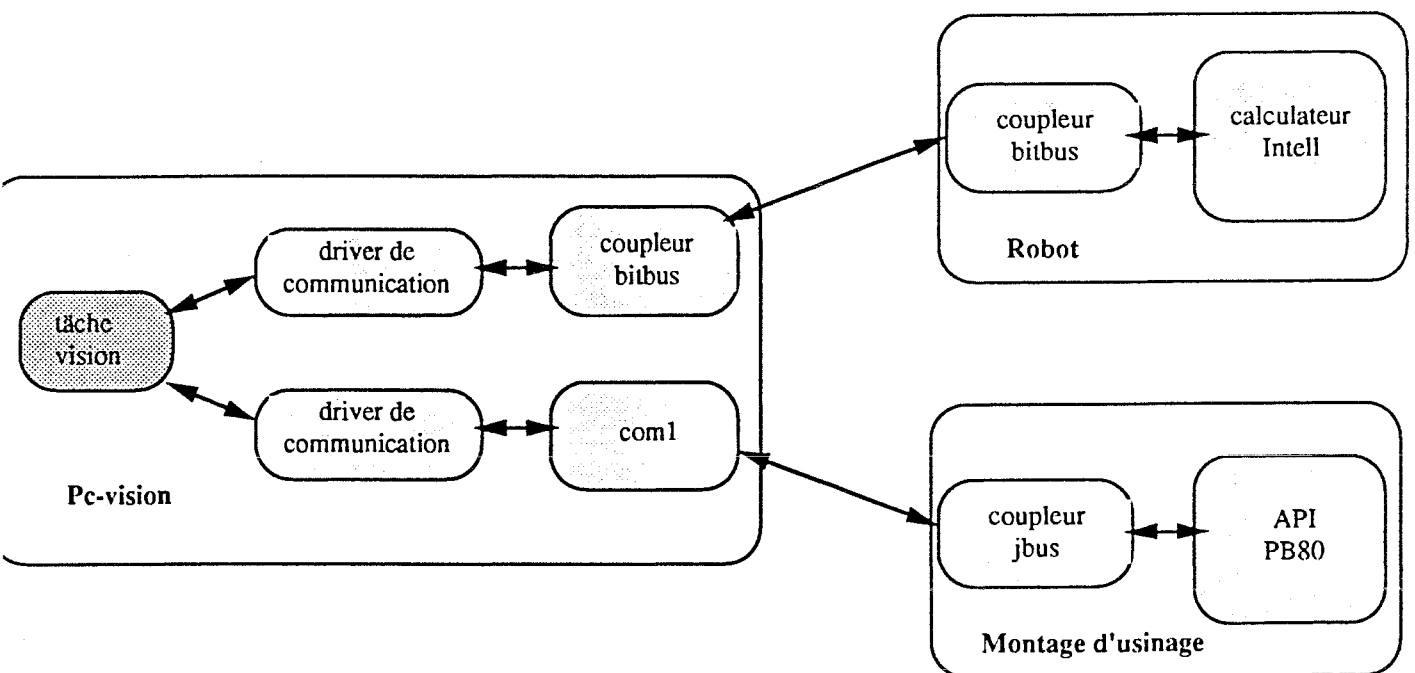 coupleur
bitbus
calculateur
Intell
Robot
driver de
communication
coupleur
bitbus
tâche
vision
driver de
communication
com1
Pc-vision
coupleur
jbus
API
PB80
Montage d'usinage